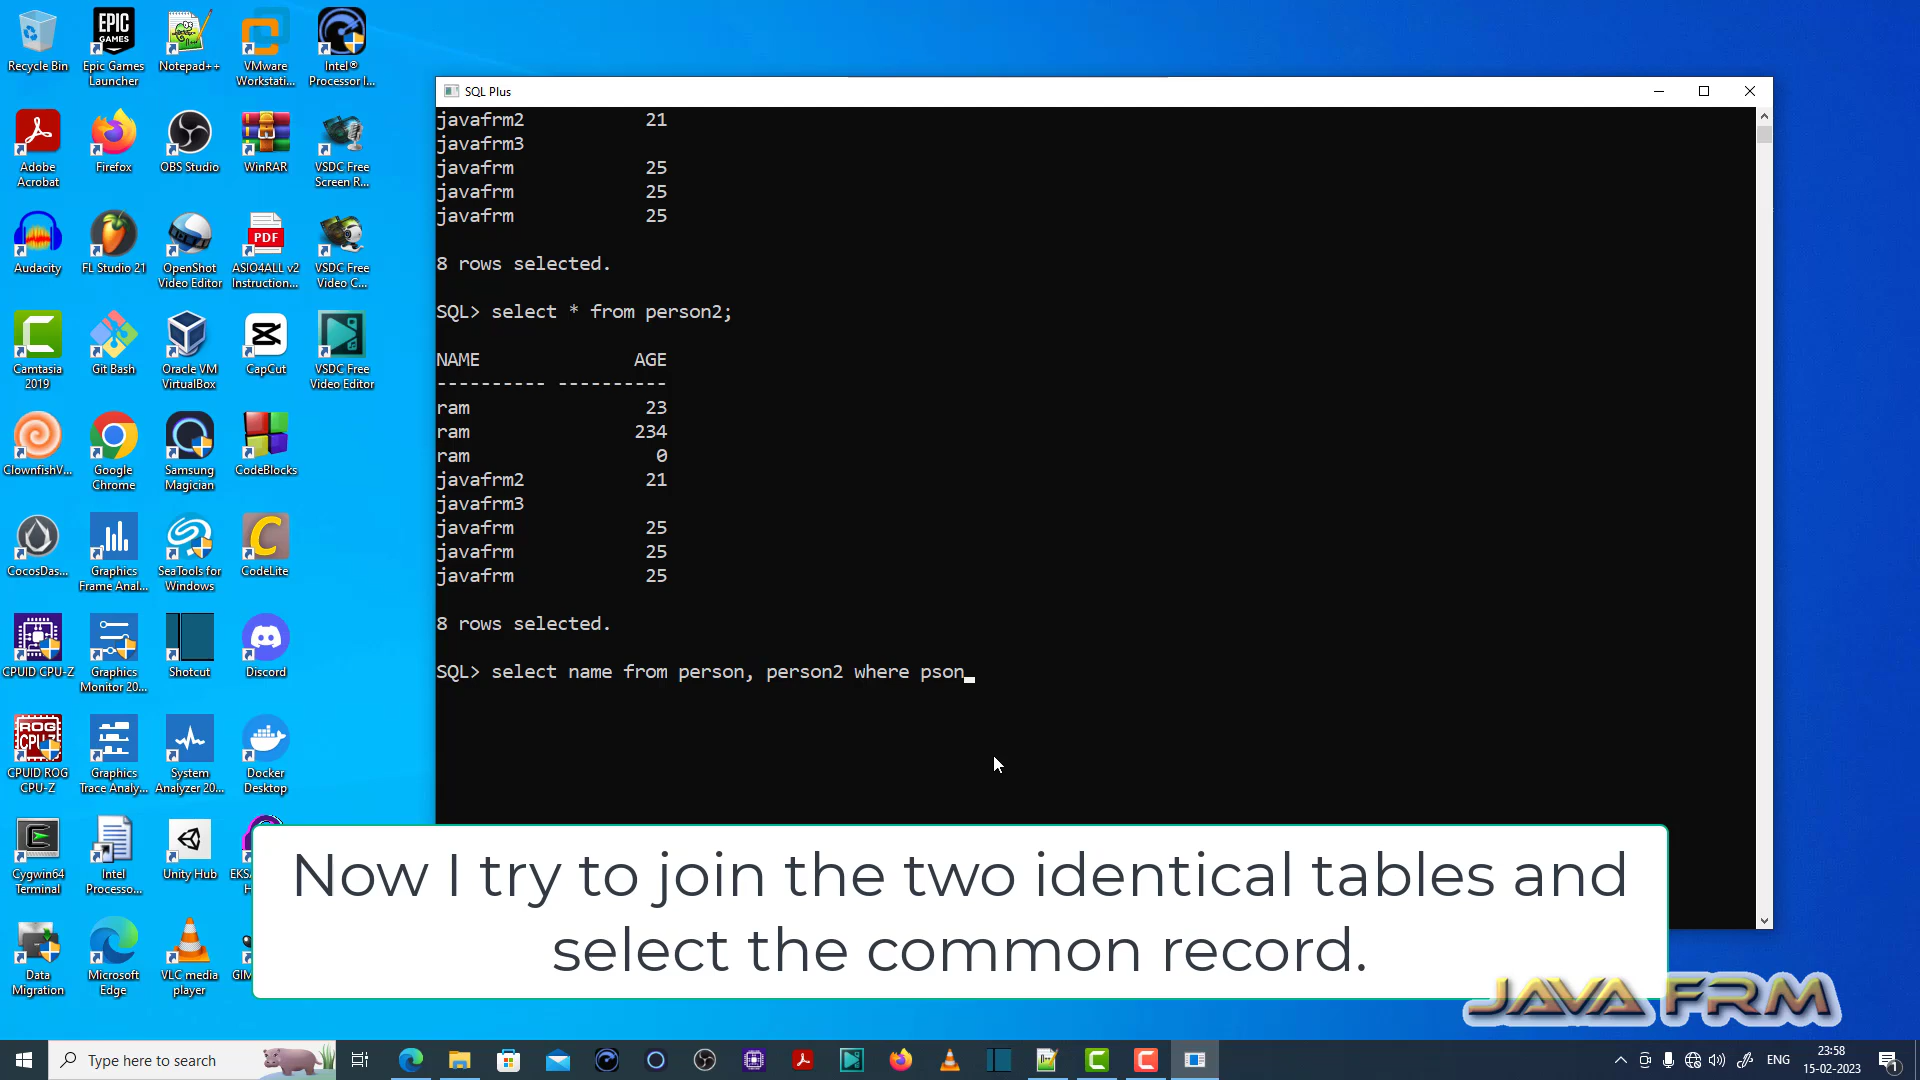 Recycle Bin
Epic Games
Launcher
Notepad++
VMware
Workstati...
Intel®
Processor I...
Adobe
Acrobat
Firefox
OBS Studio
WinRAR
VSDC Free
Screen R...
Audacity
FL Studio 21
OpenShot
Video Editor
ASIO4ALL v2
Instruction...
VSDC Free
Video C...
Camtasia
2019
Git Bash
Oracle VM
VirtualBox
CapCut
VSDC Free
Video Editor
ClownfishV...
Google
Chrome
Samsung
Magician
CodeBlocks
CocosDas...
Graphics
Frame Anal...
SeaTools for
Windows
CodeLite
CPUID CPU-Z
Graphics
Monitor 20...
Shotcut
Discord
CPUID ROG
CPU-Z
Graphics
Trace Analy...
System
Analyzer 20...
Docker
Desktop
Cygwin64
Terminal
Intel
Processo...
Unity Hub
Data
Migration
Microsoft
Edge
VLC media
player
SQL Plus
javafrm2 21
javafrm3
javafrm 25
javafrm 25
javafrm 25
8 rows selected.
SQL> select * from person2;
NAME AGE
---------- ----------
ram 23
ram 234
ram 0
javafrm2 21
javafrm3
javafrm 25
javafrm 25
javafrm 25
8 rows selected.
SQL> select name from person, person2 where pson_
Now I try to join the two identical tables and
select the common record.
JAVA FRM
Type here to search
ENG
23:58
15-02-2023